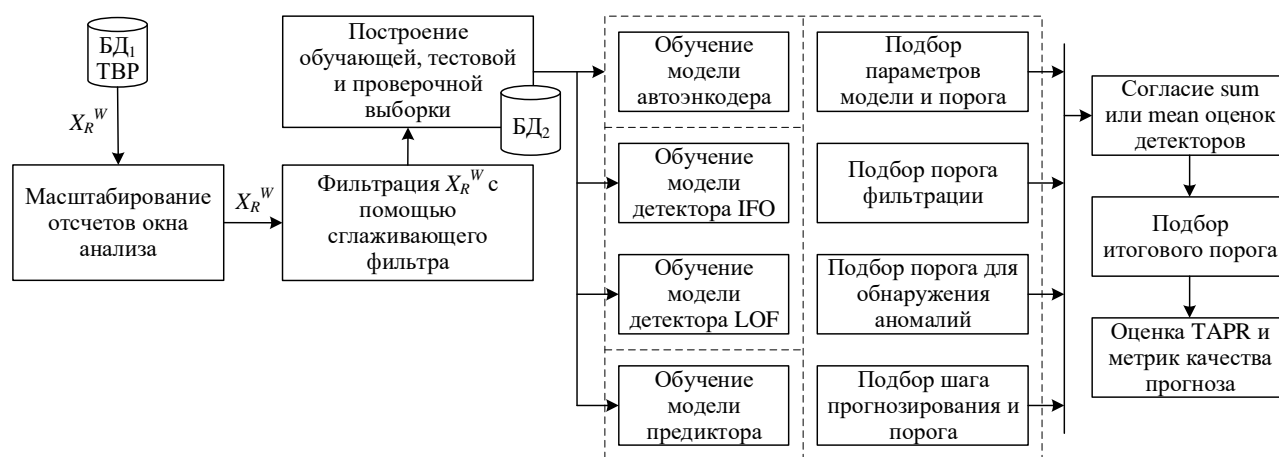 БД₁
ТВР
X_R^W
Масштабирование
отсчетов окна
анализа
X_R^W
Построение
обучающей, тестовой
и проверочной
выборки
БД₂
Фильтрация X_R^W с
помощью
сглаживающего
фильтра
Обучение
модели
автоэнкодера
Обучение
модели
детектора IFO
Обучение
модели
детектора LOF
Обучение
модели
предиктора
Подбор
параметров
модели и порога
Подбор порога
фильтрации
Подбор порога для
обнаружения
аномалий
Подбор шага
прогнозирования и
порога
Согласие sum
или mean оценок
детекторов
Подбор
итогового порога
Оценка TAPR и
метрик качества
прогноза